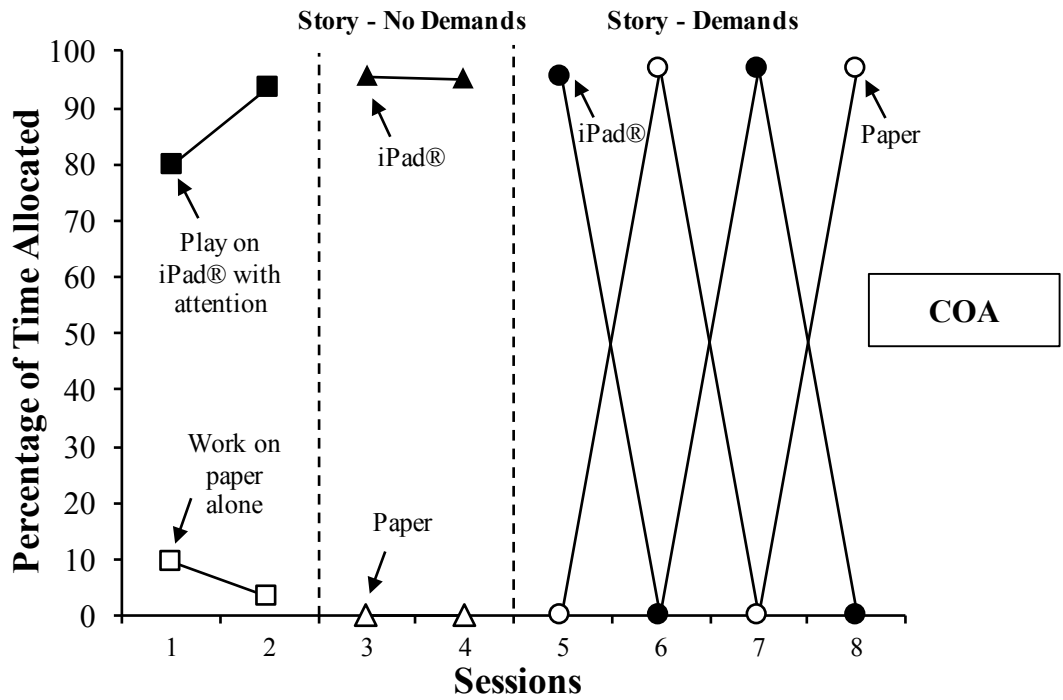 Story - No Demands
Story - Demands
Percentage of Time Allocated
100
90
80
70
60
50
40
30
20
10
0
Play on
iPad® with
attention
Work on
paper
alone
iPad®
Paper
iPad®
Paper
COA
1 2 3 4 5 6 7 8
Sessions